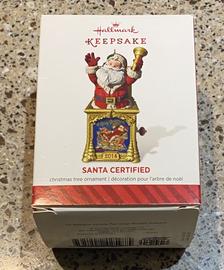 Hallmark
KEEPSAKE
2014
SANTA CERTIFIED
christmas tree ornament | décoration pour l'arbre de noël